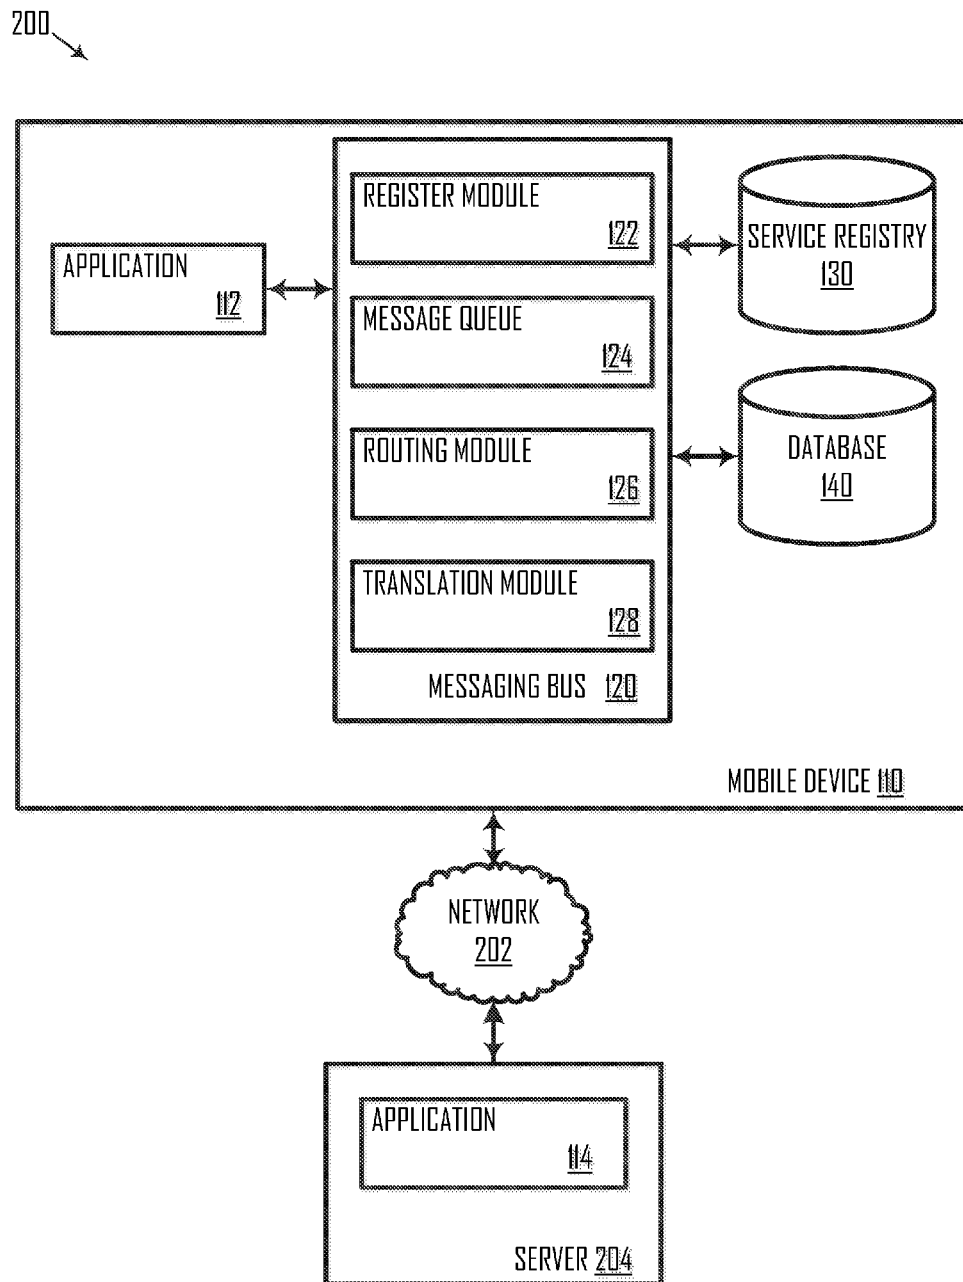 200
REGISTER MODULE
122
SERVICE REGISTRY
130
APPLICATION
112
MESSAGE QUEUE
124
DATABASE
140
ROUTING MODULE
126
TRANSLATION MODULE
128
MESSAGING BUS 120
MOBILE DEVICE 110
NETWORK
202
APPLICATION
114
SERVER 204